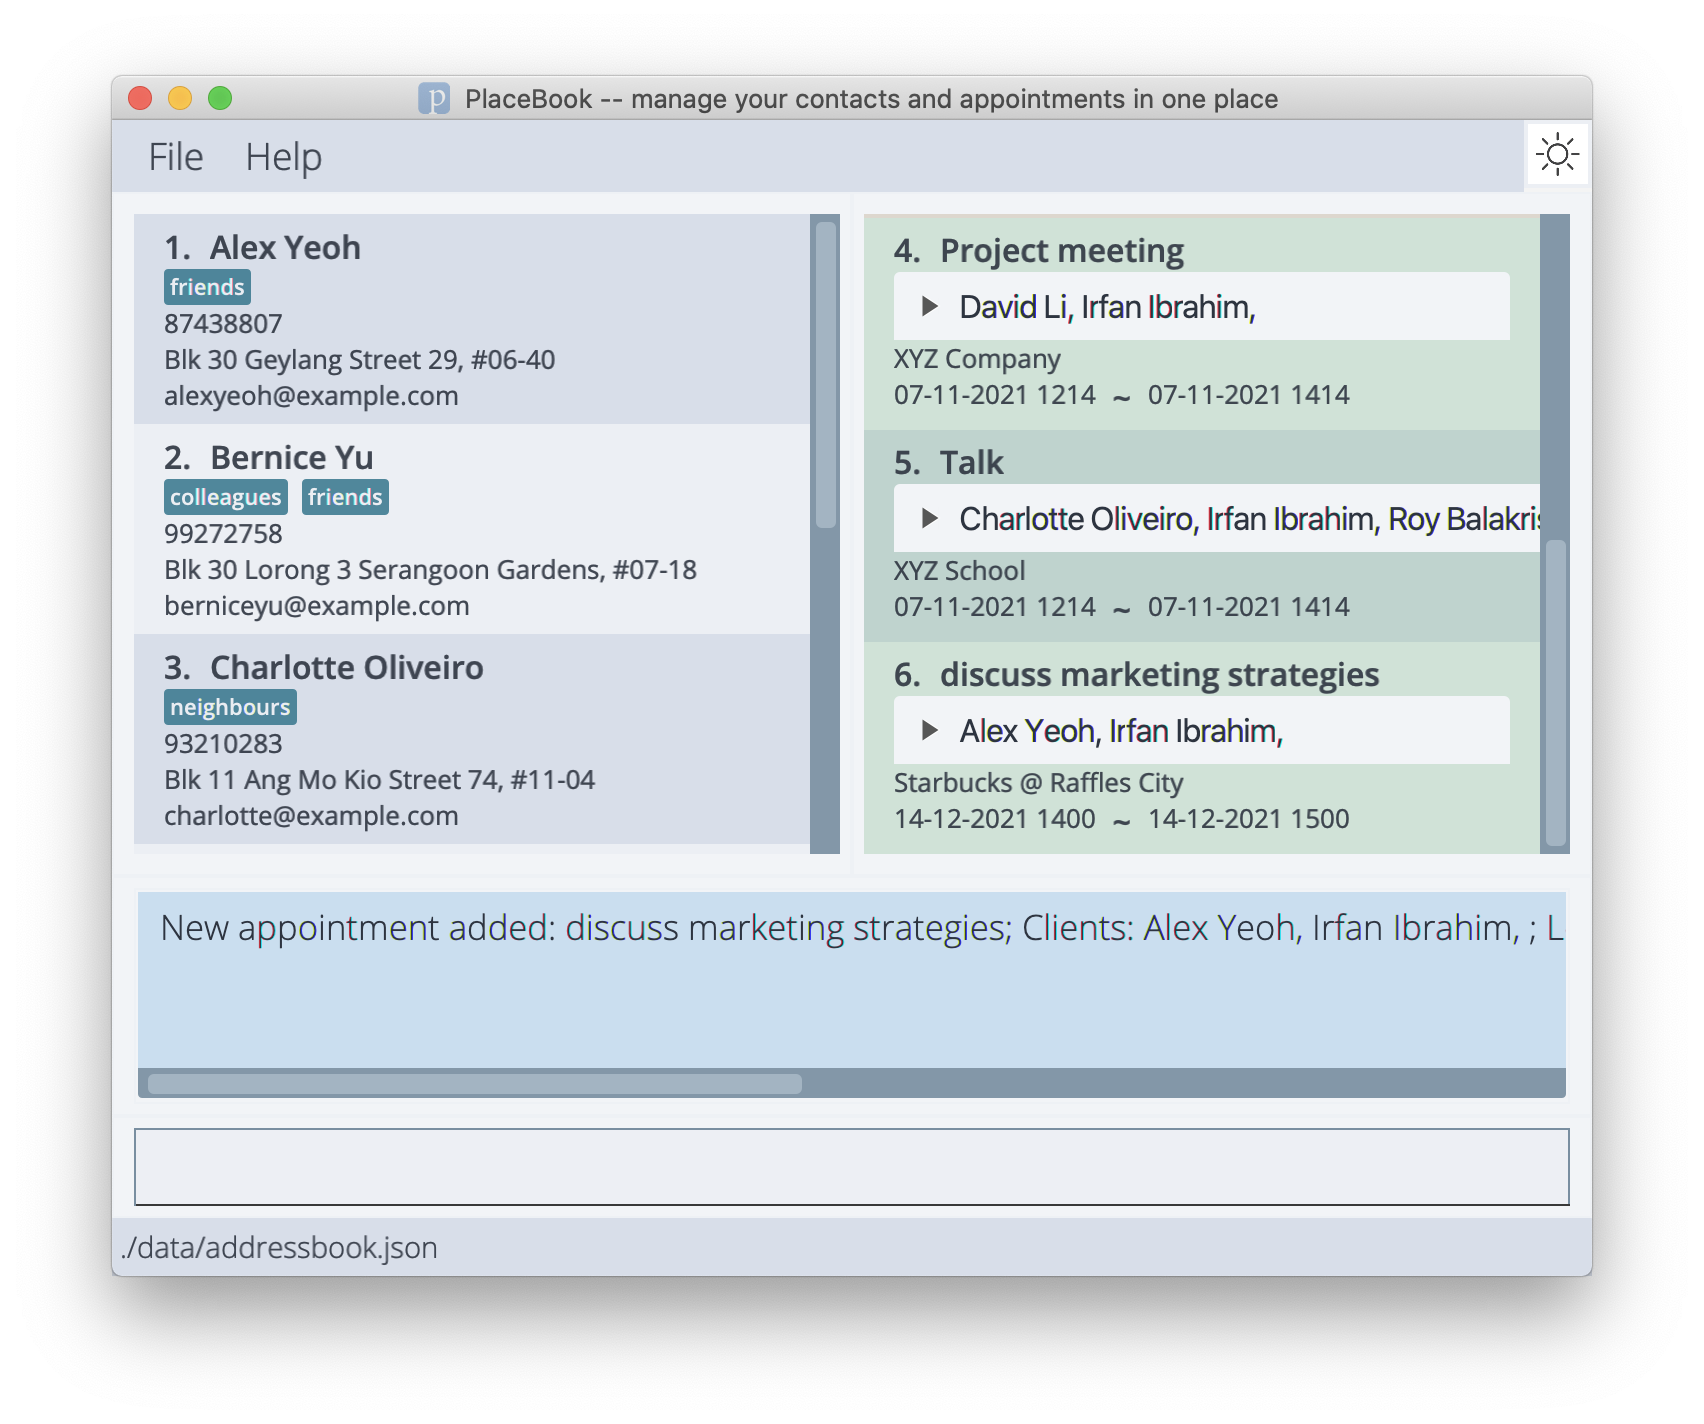 PlaceBook -- manage your contacts and appointments in one place
File Help
1. Alex Yeoh
friends
87438807
Blk 30 Geylang Street 29, #06-40
alexyeoh@example.com
2. Bernice Yu
colleagues friends
99272758
Blk 30 Lorong 3 Serangoon Gardens, #07-18
berniceyu@example.com
3. Charlotte Oliveiro
neighbours
93210283
Blk 11 Ang Mo Kio Street 74, #11-04
charlotte@example.com
4. Project meeting
David Li, Irfan Ibrahim,
XYZ Company
07-11-2021 1214 ~ 07-11-2021 1414
5. Talk
Charlotte Oliveiro, Irfan Ibrahim, Roy Balakris
XYZ School
07-11-2021 1214 ~ 07-11-2021 1414
6. discuss marketing strategies
Alex Yeoh, Irfan Ibrahim,
Starbucks @ Raffles City
14-12-2021 1400 ~ 14-12-2021 1500
New appointment added: discuss marketing strategies; Clients: Alex Yeoh, Irfan Ibrahim, ; L
./data/addressbook.json